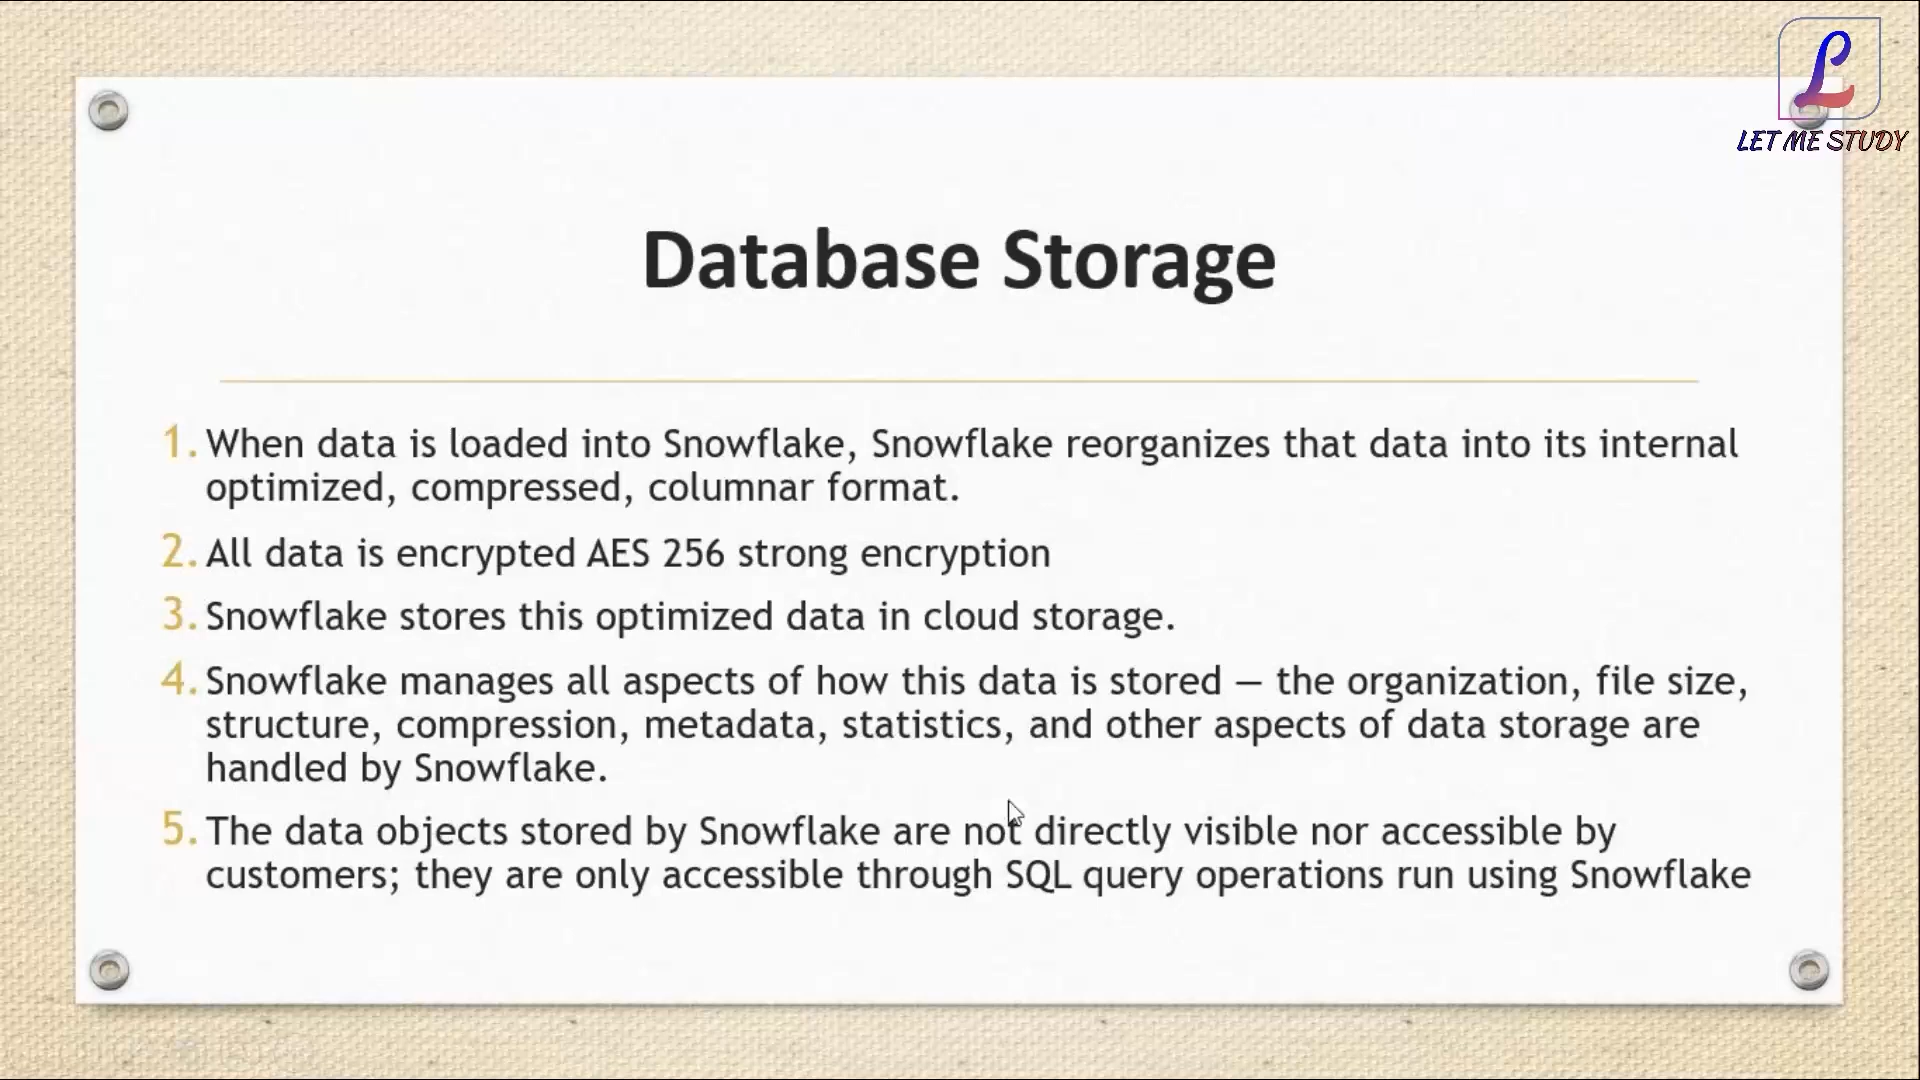 L
LET ME STUDY
Database Storage
1. When data is loaded into Snowflake, Snowflake reorganizes that data into its internal
optimized, compressed, columnar format.
2. All data is encrypted AES 256 strong encryption
3. Snowflake stores this optimized data in cloud storage.
4. Snowflake manages all aspects of how this data is stored — the organization, file size,
structure, compression, metadata, statistics, and other aspects of data storage are
handled by Snowflake.
5. The data objects stored by Snowflake are not directly visible nor accessible by
customers; they are only accessible through SQL query operations run using Snowflake